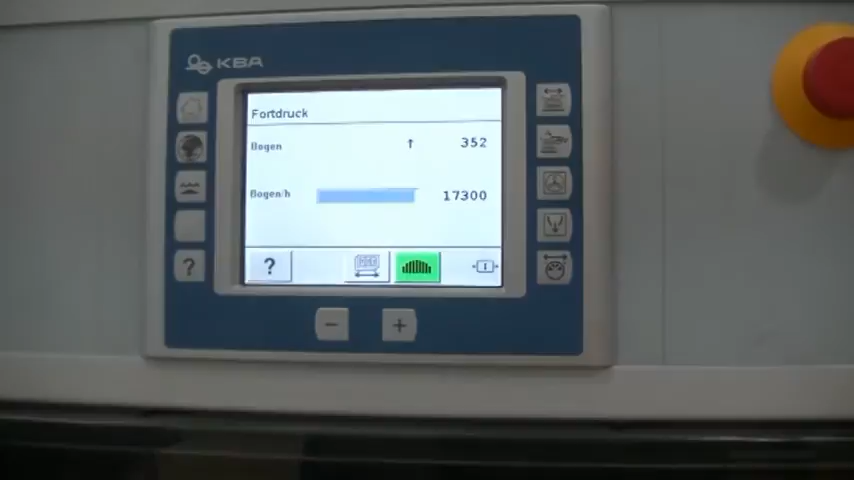 KBA
Fortdruck
Bogen ↑ 352
Bogen/h 17300
?
?
− +